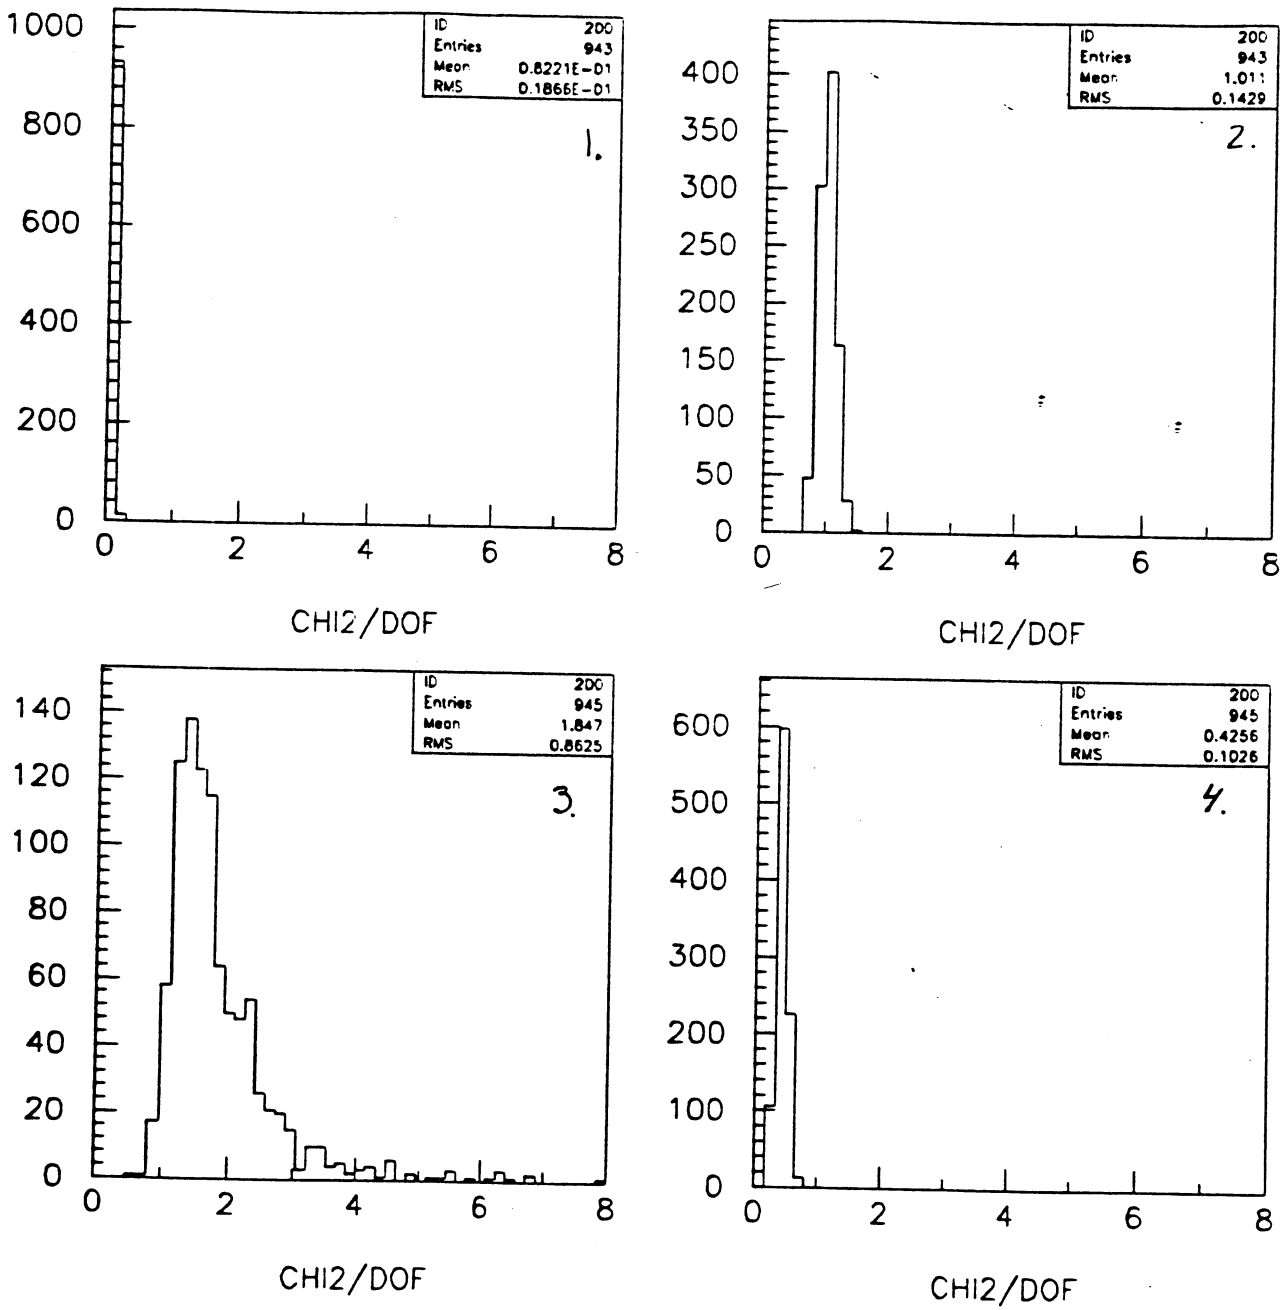 1000
800
600
400
200
0
0 2 4 6 8
CHI2/DOF
ID 200
Entries 943
Mean 0.8221E-01
RMS 0.1866E-01
1.
400
350
300
250
200
150
100
50
0
0 2 4 6 8
CHI2/DOF
ID 200
Entries 943
Mean 1.011
RMS 0.1429
2.
140
120
100
80
60
40
20
0
0 2 4 6 8
CHI2/DOF
ID 200
Entries 945
Mean 1.847
RMS 0.8625
3.
600
500
400
300
200
100
0
0 2 4 6 8
CHI2/DOF
ID 200
Entries 945
Mean 0.4256
RMS 0.1026
4.